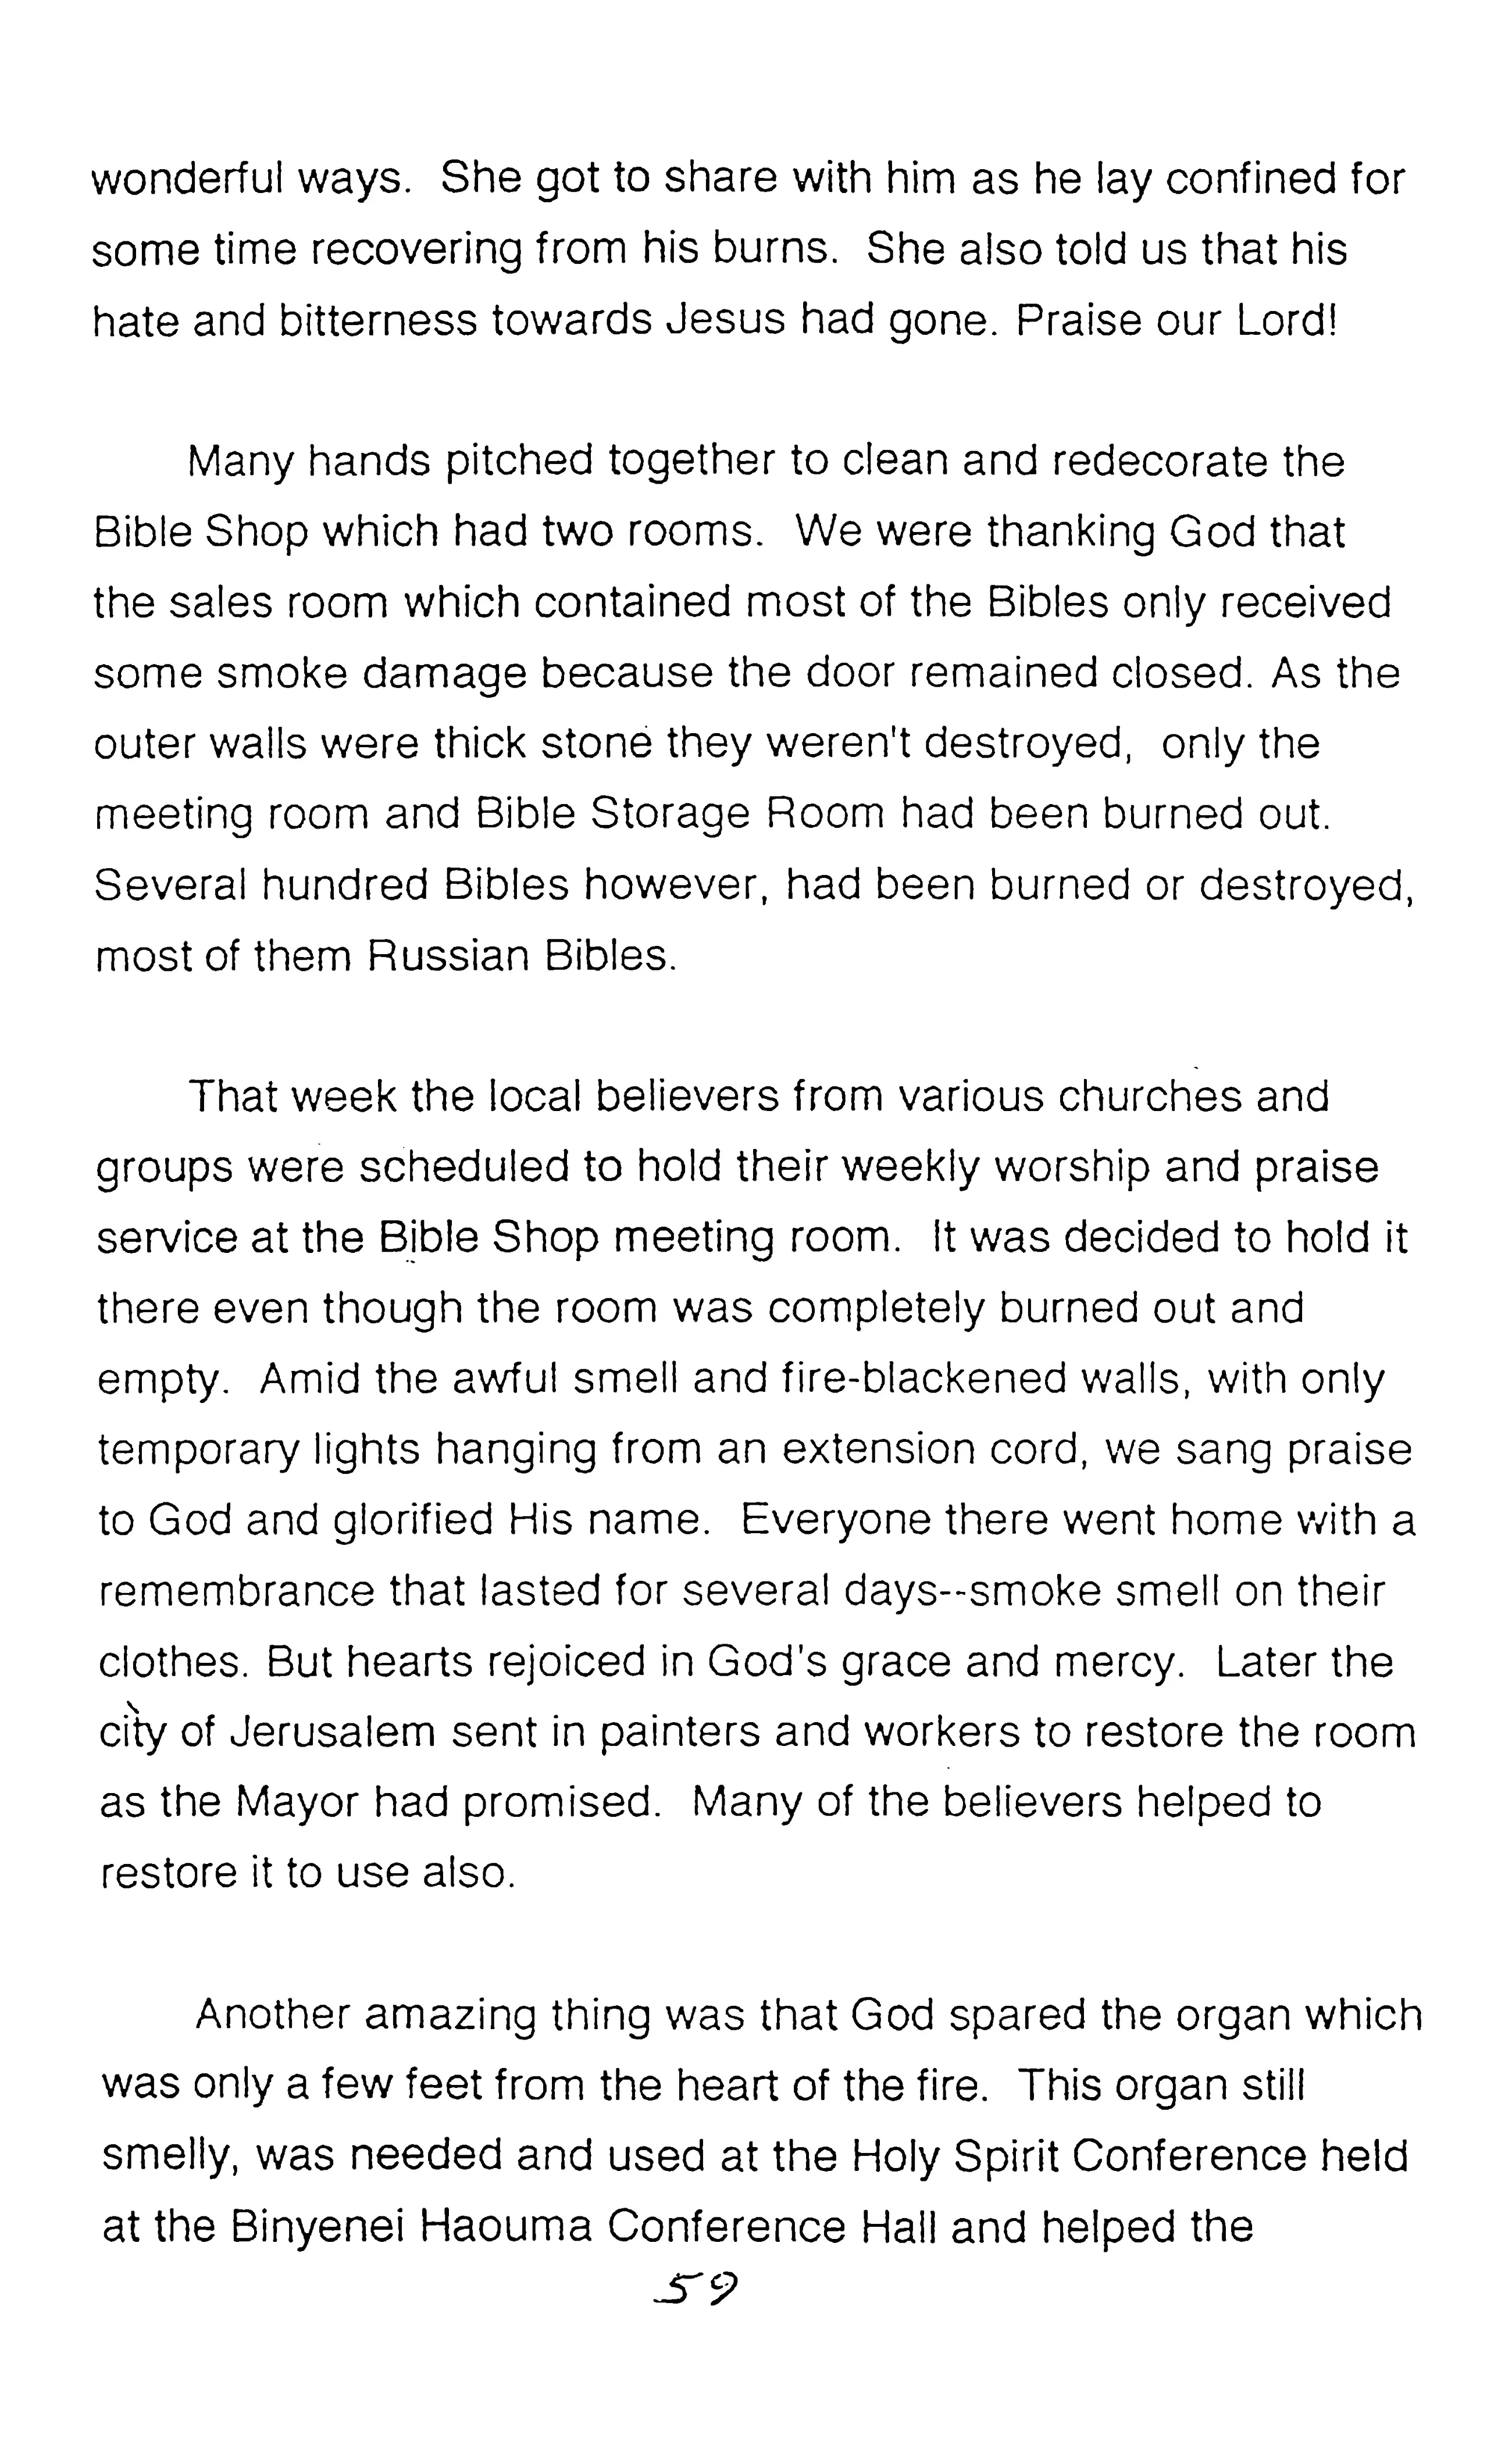 wonderful ways.  She got to share with him as he lay confined for
some time recovering from his burns.  She also told us that his
hate and bitterness towards Jesus had gone. Praise our Lord!
Many hands pitched together to clean and redecorate the
Bible Shop which had two rooms.  We were thanking God that
the sales room which contained most of the Bibles only received
some smoke damage because the door remained closed. As the
outer walls were thick stone they weren't destroyed,  only the
meeting room and Bible Storage Room had been burned out.
Several hundred Bibles however, had been burned or destroyed,
most of them Russian Bibles.
That week the local believers from various churches and
groups were scheduled to hold their weekly worship and praise
service at the Bible Shop meeting room.  It was decided to hold it
there even though the room was completely burned out and
empty.  Amid the awful smell and fire-blackened walls, with only
temporary lights hanging from an extension cord, we sang praise
to God and glorified His name.  Everyone there went home with a
remembrance that lasted for several days--smoke smell on their
clothes. But hearts rejoiced in God's grace and mercy.  Later the
city of Jerusalem sent in painters and workers to restore the room
as the Mayor had promised.  Many of the believers helped to
restore it to use also.
Another amazing thing was that God spared the organ which
was only a few feet from the heart of the fire.  This organ still
smelly, was needed and used at the Holy Spirit Conference held
at the Binyenei Haouma Conference Hall and helped the
59